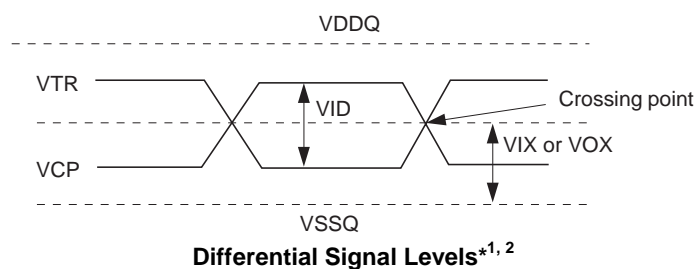 VDDQ
VTR
Crossing point
VID
VIX or VOX
VCP
VSSQ
Differential Signal Levels*1, 2